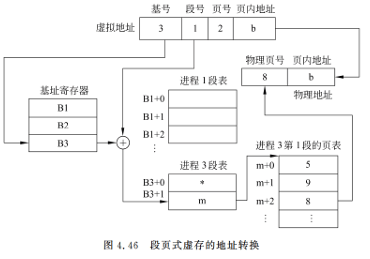 基号 段号 页号 页内地址
虚拟地址 3 1 2 b
物理页号 页内地址
8 b
物理地址
基址寄存器
B1
B2
B3
+
进程1段表
B1+0
B1+1
B1+2
⋮
进程3段表
B3+0 *
B3+1 m
进程3第1段的页表
m+0 5
m+1 9
m+2 8
⋮ ⋮
图 4.46 段页式虚存的地址转换